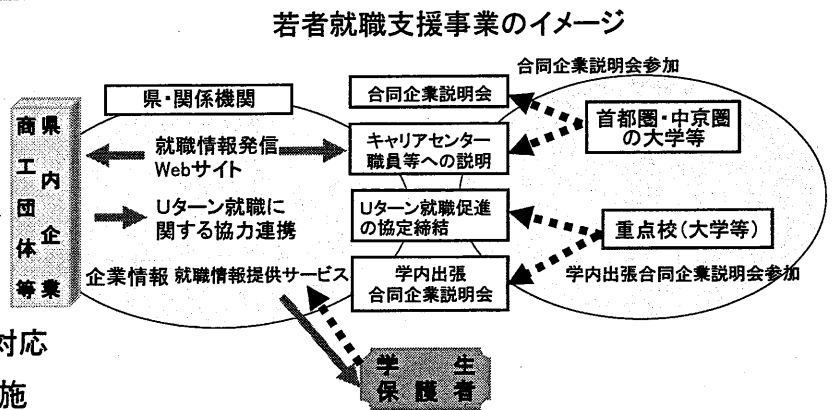 若者就職支援事業のイメージ
合同企業説明会参加
県・関係機関
合同企業説明会
首都圏・中京圏
の大学等
県内企業
商工団体等
就職情報発信
Webサイト
キャリアセンター
職員等への説明
Uターン就職に
関する協力連携
Uターン就職促進
の協定締結
重点校(大学等)
企業情報 就職情報提供サービス
学内出張
合同企業説明会
学内出張合同企業説明会参加
対応
学生
保護者
施